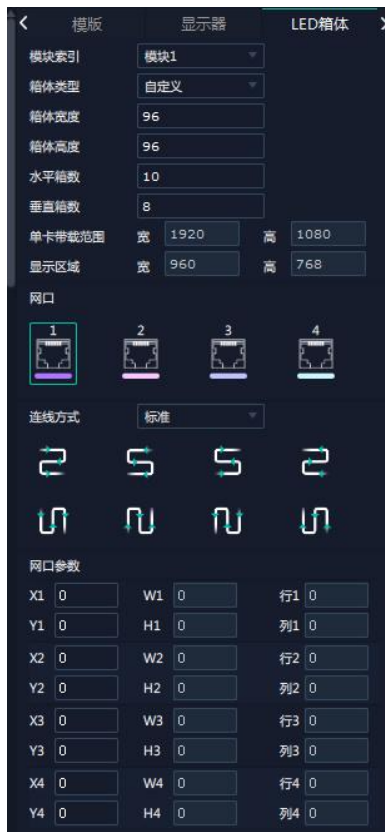 模版 显示器 LED箱体
模块索引 模块1
箱体类型 自定义
箱体宽度 96
箱体高度 96
水平箱数 10
垂直箱数 8
单卡带载范围 宽 1920 高 1080
显示区域 宽 960 高 768
网口
1 2 3 4
连线方式 标准
网口参数
X1 0 W1 0 行1 0
Y1 0 H1 0 列1 0
X2 0 W2 0 行2 0
Y2 0 H2 0 列2 0
X3 0 W3 0 行3 0
Y3 0 H3 0 列3 0
X4 0 W4 0 行4 0
Y4 0 H4 0 列4 0